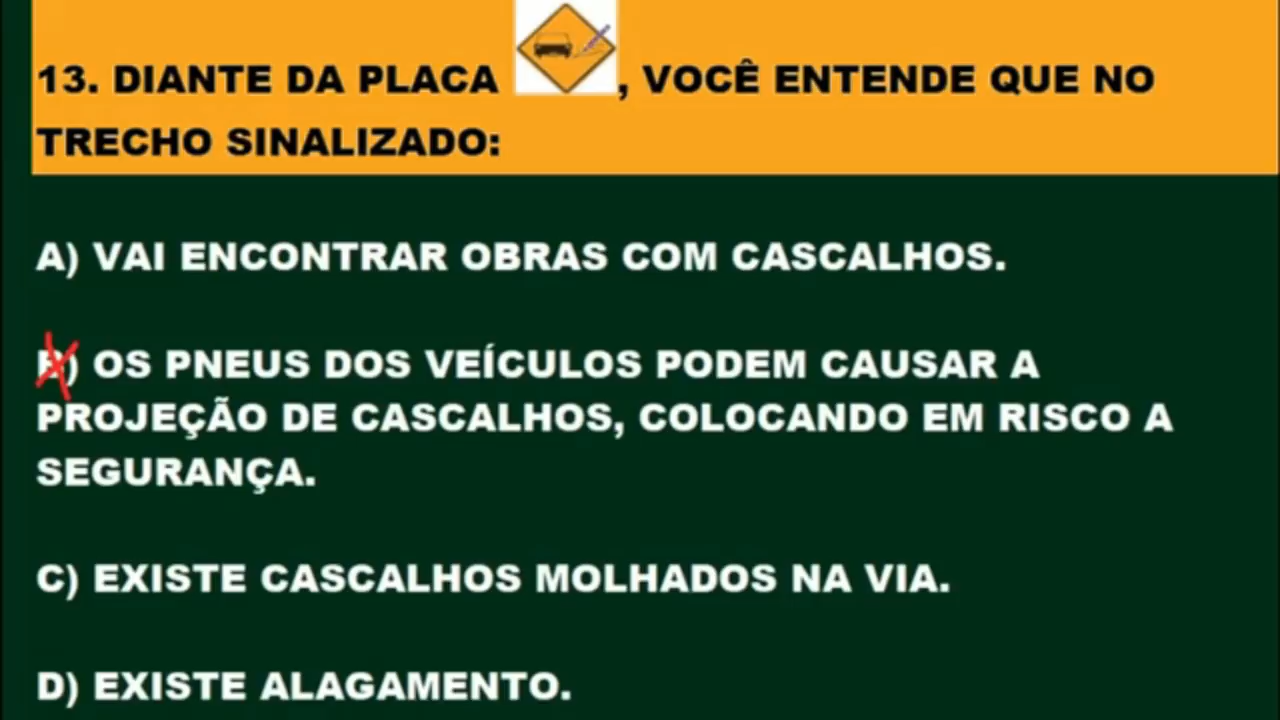 13. DIANTE DA PLACA , VOCÊ ENTENDE QUE NO
TRECHO SINALIZADO:
A) VAI ENCONTRAR OBRAS COM CASCALHOS.
B) OS PNEUS DOS VEÍCULOS PODEM CAUSAR A
PROJEÇÃO DE CASCALHOS, COLOCANDO EM RISCO A
SEGURANÇA.
C) EXISTE CASCALHOS MOLHADOS NA VIA.
D) EXISTE ALAGAMENTO.